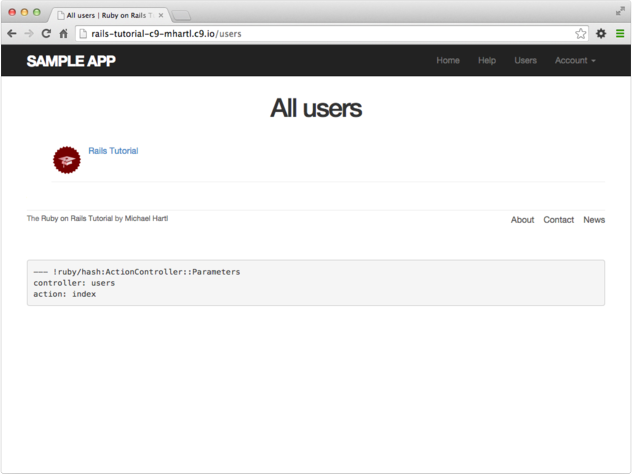 All users | Ruby on Rails Tu
rails-tutorial-c9-mhartl.c9.io/users
SAMPLE APP
Home Help Users Account
All users
Rails Tutorial
The Ruby on Rails Tutorial by Michael Hartl
About Contact News
--- !ruby/hash:ActionController::Parameters
controller: users
action: index